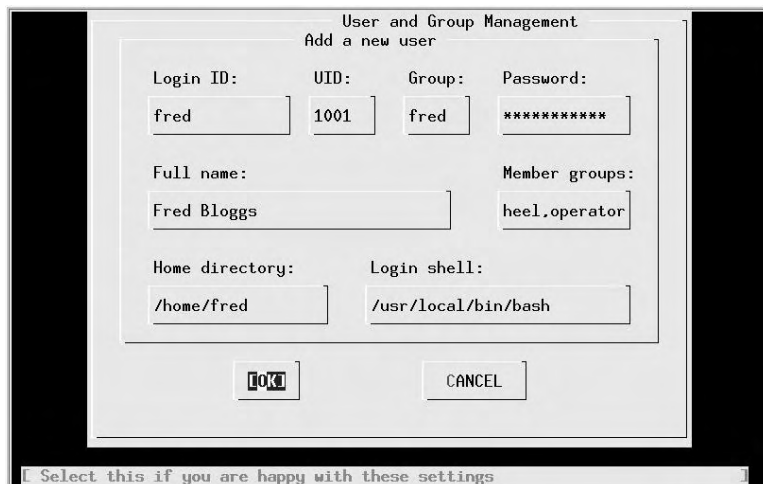 User and Group Management
Add a new user
Login ID: UID: Group: Password:
fred 1001 fred ***********
Full name: Member groups:
Fred Bloggs heel,operator
Home directory: Login shell:
/home/fred /usr/local/bin/bash
[OK] CANCEL
[ Select this if you are happy with these settings ]